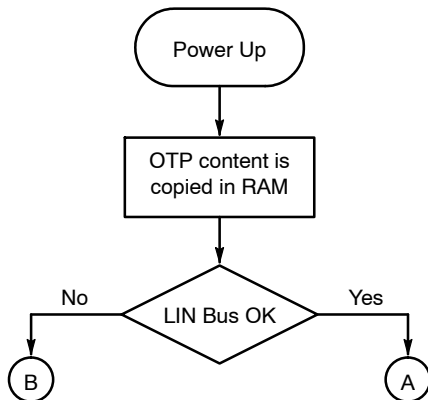 Power Up
OTP content is
copied in RAM
No
LIN Bus OK
Yes
B
A